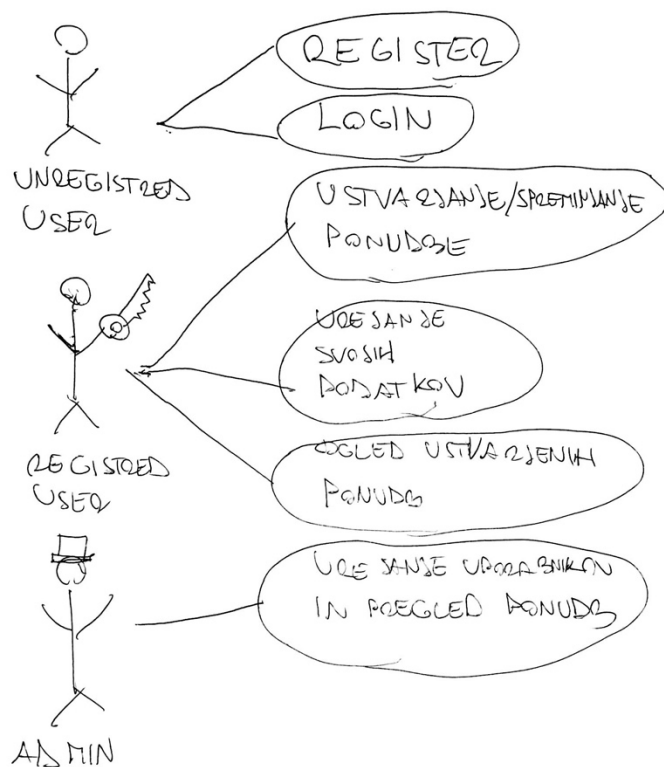 REGISTER
LOGIN
UNREGISTRED
USER
USTVARJANJE/SPREMINJANJE
PONUDBE
UREJANJE
SVOJIH
PODATKOV
REGISTRED
USER
OGLED USTVARJENIH
PONUDB
UREJANJE UPORABNIKOV
IN PREGLED PONUDB
ADMIN